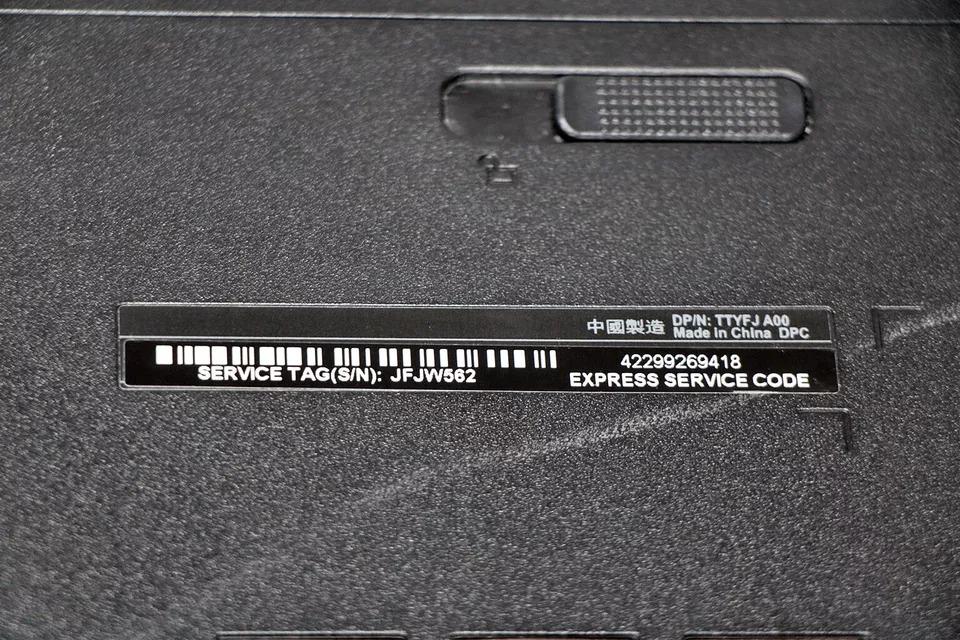 中國製造 DP/N: TTYFJ A00
Made in China DPC
42299269418
SERVICE TAG(S/N): JFJW562
EXPRESS SERVICE CODE